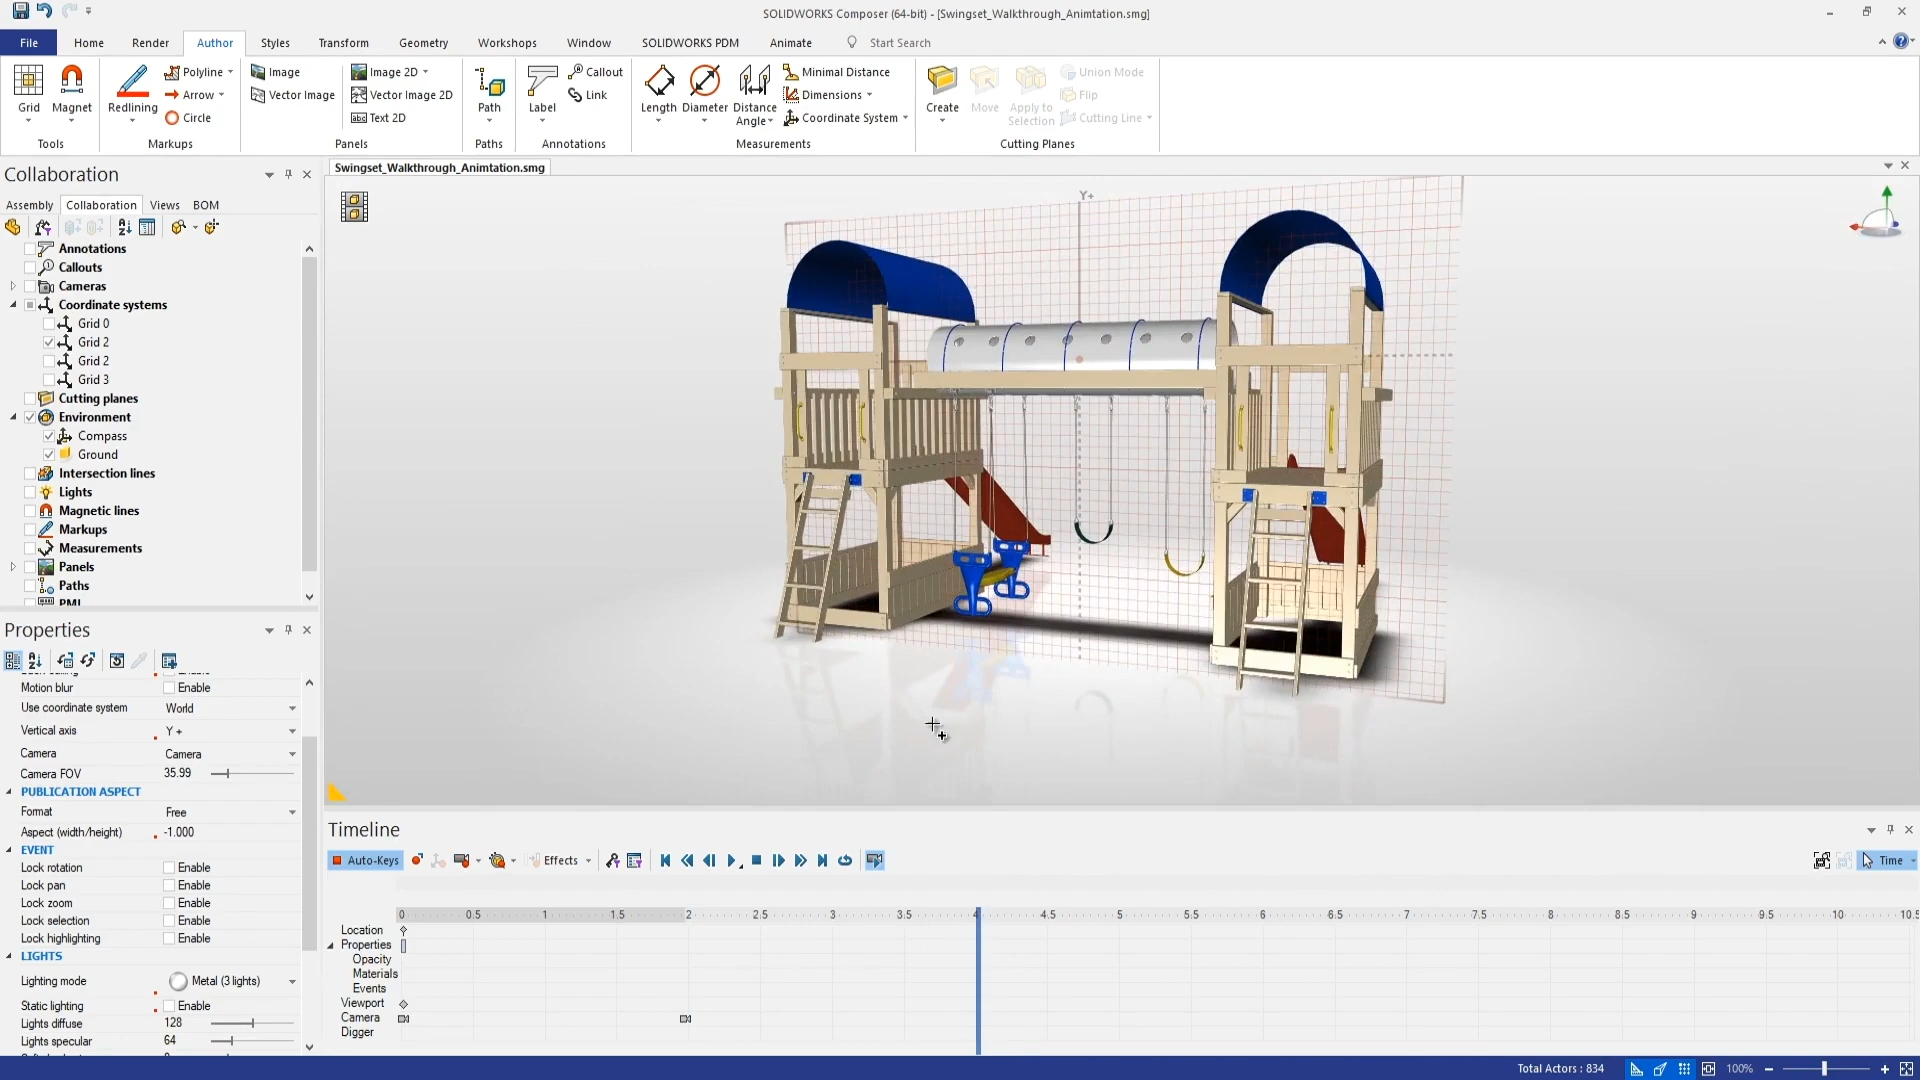 SOLIDWORKS Composer (64-bit) - [Swingset_Walkthrough_Animtation.smg]
File Home Render Author Styles Transform Geometry Workshops Window SOLIDWORKS PDM Animate Start Search
Polyline Image Image 2D Callout Minimal Distance Union Mode
Arrow Vector Image Vector Image 2D Link Dimensions Flip
Grid Magnet Redlining Path Label Length Diameter Distance Angle Create Move Apply to Selection
Circle Text 2D Coordinate System Cutting Line
Tools Markups Panels Paths Annotations Measurements Cutting Planes
Collaboration
Swingset_Walkthrough_Animtation.smg
Assembly Collaboration Views BOM
Annotations
Callouts
Cameras
Coordinate systems
Grid 0
Grid 2
Grid 2
Grid 3
Cutting planes
Environment
Compass
Ground
Intersection lines
Lights
Magnetic lines
Markups
Measurements
Panels
Paths
PMI
Y+
Properties
Motion blur Enable
Use coordinate system World
Vertical axis Y +
Camera Camera
Camera FOV 35.99
PUBLICATION ASPECT
Format Free
Aspect (width/height) -1.000
EVENT
Lock rotation Enable
Lock pan Enable
Lock zoom Enable
Lock selection Enable
Lock highlighting Enable
LIGHTS
Lighting mode Metal (3 lights)
Static lighting Enable
Lights diffuse 128
Lights specular 64
Timeline
Auto-Keys Effects Time
0 0.5 1 1.5 2 2.5 3 3.5 4 4.5 5 5.5 6 6.5 7 7.5 8 8.5 9 9.5 10 10.5
Location
Properties
Opacity
Materials
Events
Viewport
Camera
Digger
Total Actors : 834 100%